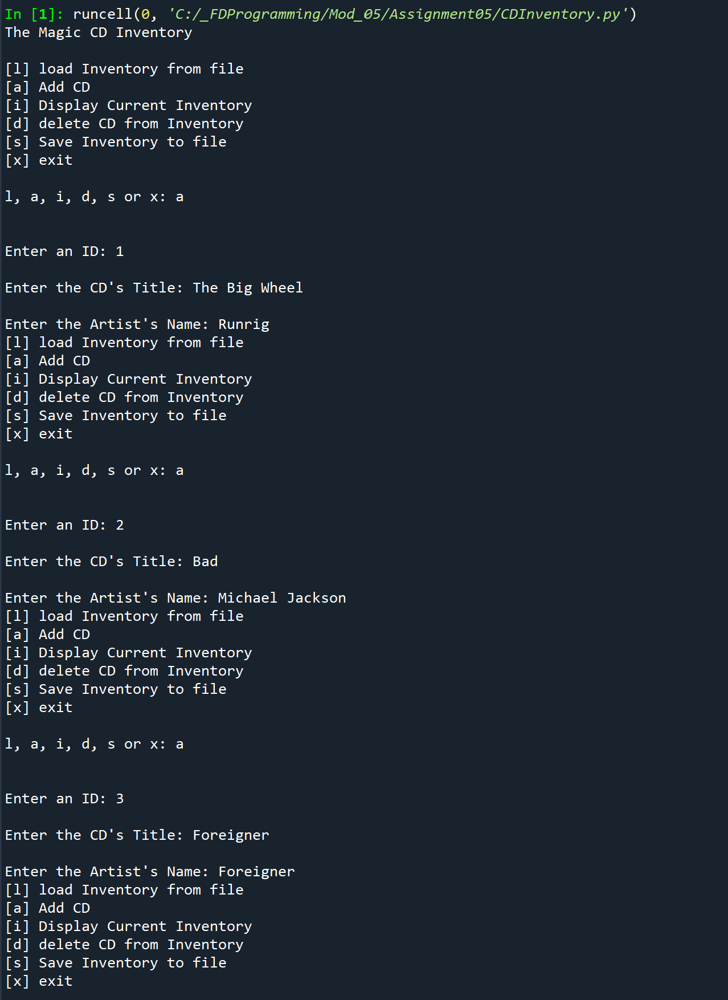 In [1]: runcell(0, 'C:/_FDProgramming/Mod_05/Assignment05/CDInventory.py')
The Magic CD Inventory
[l] load Inventory from file
[a] Add CD
[i] Display Current Inventory
[d] delete CD from Inventory
[s] Save Inventory to file
[x] exit
l, a, i, d, s or x: a
Enter an ID: 1
Enter the CD's Title: The Big Wheel
Enter the Artist's Name: Runrig
[l] load Inventory from file
[a] Add CD
[i] Display Current Inventory
[d] delete CD from Inventory
[s] Save Inventory to file
[x] exit
l, a, i, d, s or x: a
Enter an ID: 2
Enter the CD's Title: Bad
Enter the Artist's Name: Michael Jackson
[l] load Inventory from file
[a] Add CD
[i] Display Current Inventory
[d] delete CD from Inventory
[s] Save Inventory to file
[x] exit
l, a, i, d, s or x: a
Enter an ID: 3
Enter the CD's Title: Foreigner
Enter the Artist's Name: Foreigner
[l] load Inventory from file
[a] Add CD
[i] Display Current Inventory
[d] delete CD from Inventory
[s] Save Inventory to file
[x] exit